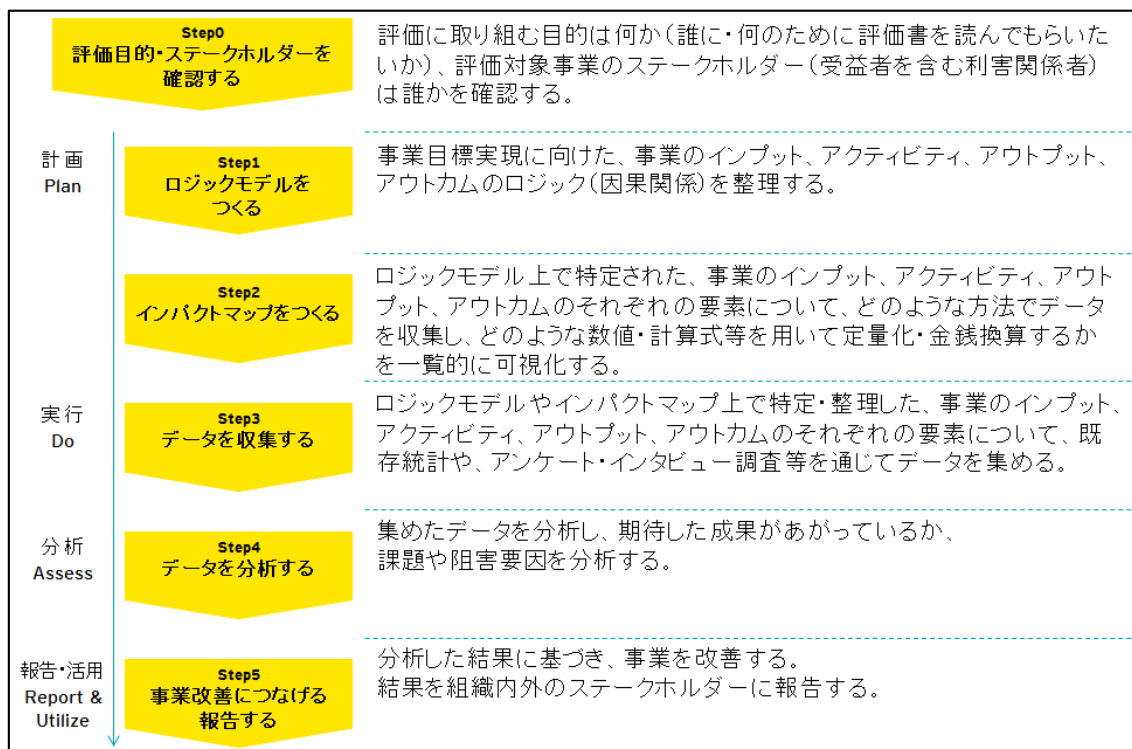 Step0
評価目的・ステークホルダーを
確認する
評価に取り組む目的は何か(誰に・何のために評価書を読んでもらいた
いか)、評価対象事業のステークホルダー(受益者を含む利害関係者)
は誰かを確認する。
計画
Plan
Step1
ロジックモデルを
つくる
事業目標実現に向けた、事業のインプット、アクティビティ、アウトプット、
アウトカムのロジック(因果関係)を整理する。
Step2
インパクトマップをつくる
ロジックモデル上で特定された、事業のインプット、アクティビティ、アウト
プット、アウトカムのそれぞれの要素について、どのような方法でデータ
を収集し、どのような数値・計算式等を用いて定量化・金銭換算するか
を一覧的に可視化する。
実行
Do
Step3
データを収集する
ロジックモデルやインパクトマップ上で特定・整理した、事業のインプット、
アクティビティ、アウトプット、アウトカムのそれぞれの要素について、既
存統計や、アンケート・インタビュー調査等を通じてデータを集める。
分析
Assess
Step4
データを分析する
集めたデータを分析し、期待した成果があがっているか、
課題や阻害要因を分析する。
報告・活用
Report &
Utilize
Step5
事業改善につなげる
報告する
分析した結果に基づき、事業を改善する。
結果を組織内外のステークホルダーに報告する。